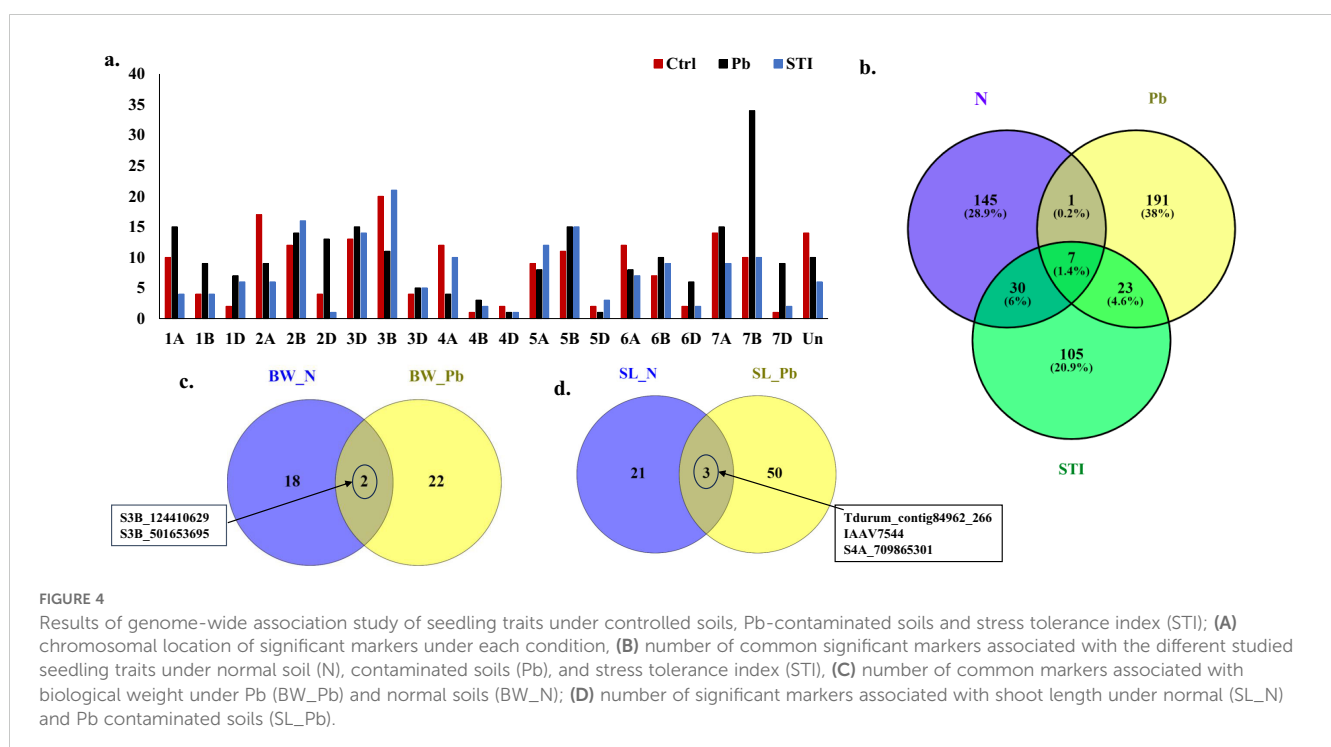 a.
Ctrl Pb STI
40
35
30
25
20
15
10
5
0
1A 1B 1D 2A 2B 2D 3D 3B 3D 4A 4B 4D 5A 5B 5D 6A 6B 6D 7A 7B 7D Un
b.
N
Pb
145
(28.9%)
1
(0.2%)
191
(38%)
7
(1.4%)
30
(6%)
23
(4.6%)
105
(20.9%)
STI
c.
BW_N
BW_Pb
18
2
22
S3B_124410629
S3B_501653695
d.
SL_N
SL_Pb
21
3
50
Tdurum_contig84962_266
IAAV7544
S4A_709865301
FIGURE 4
Results of genome-wide association study of seedling traits under controlled soils, Pb-contaminated soils and stress tolerance index (STI); (A)
chromosomal location of significant markers under each condition, (B) number of common significant markers associated with the different studied
seedling traits under normal soil (N), contaminated soils (Pb), and stress tolerance index (STI), (C) number of common markers associated with
biological weight under Pb (BW_Pb) and normal soils (BW_N); (D) number of significant markers associated with shoot length under normal (SL_N)
and Pb contaminated soils (SL_Pb).